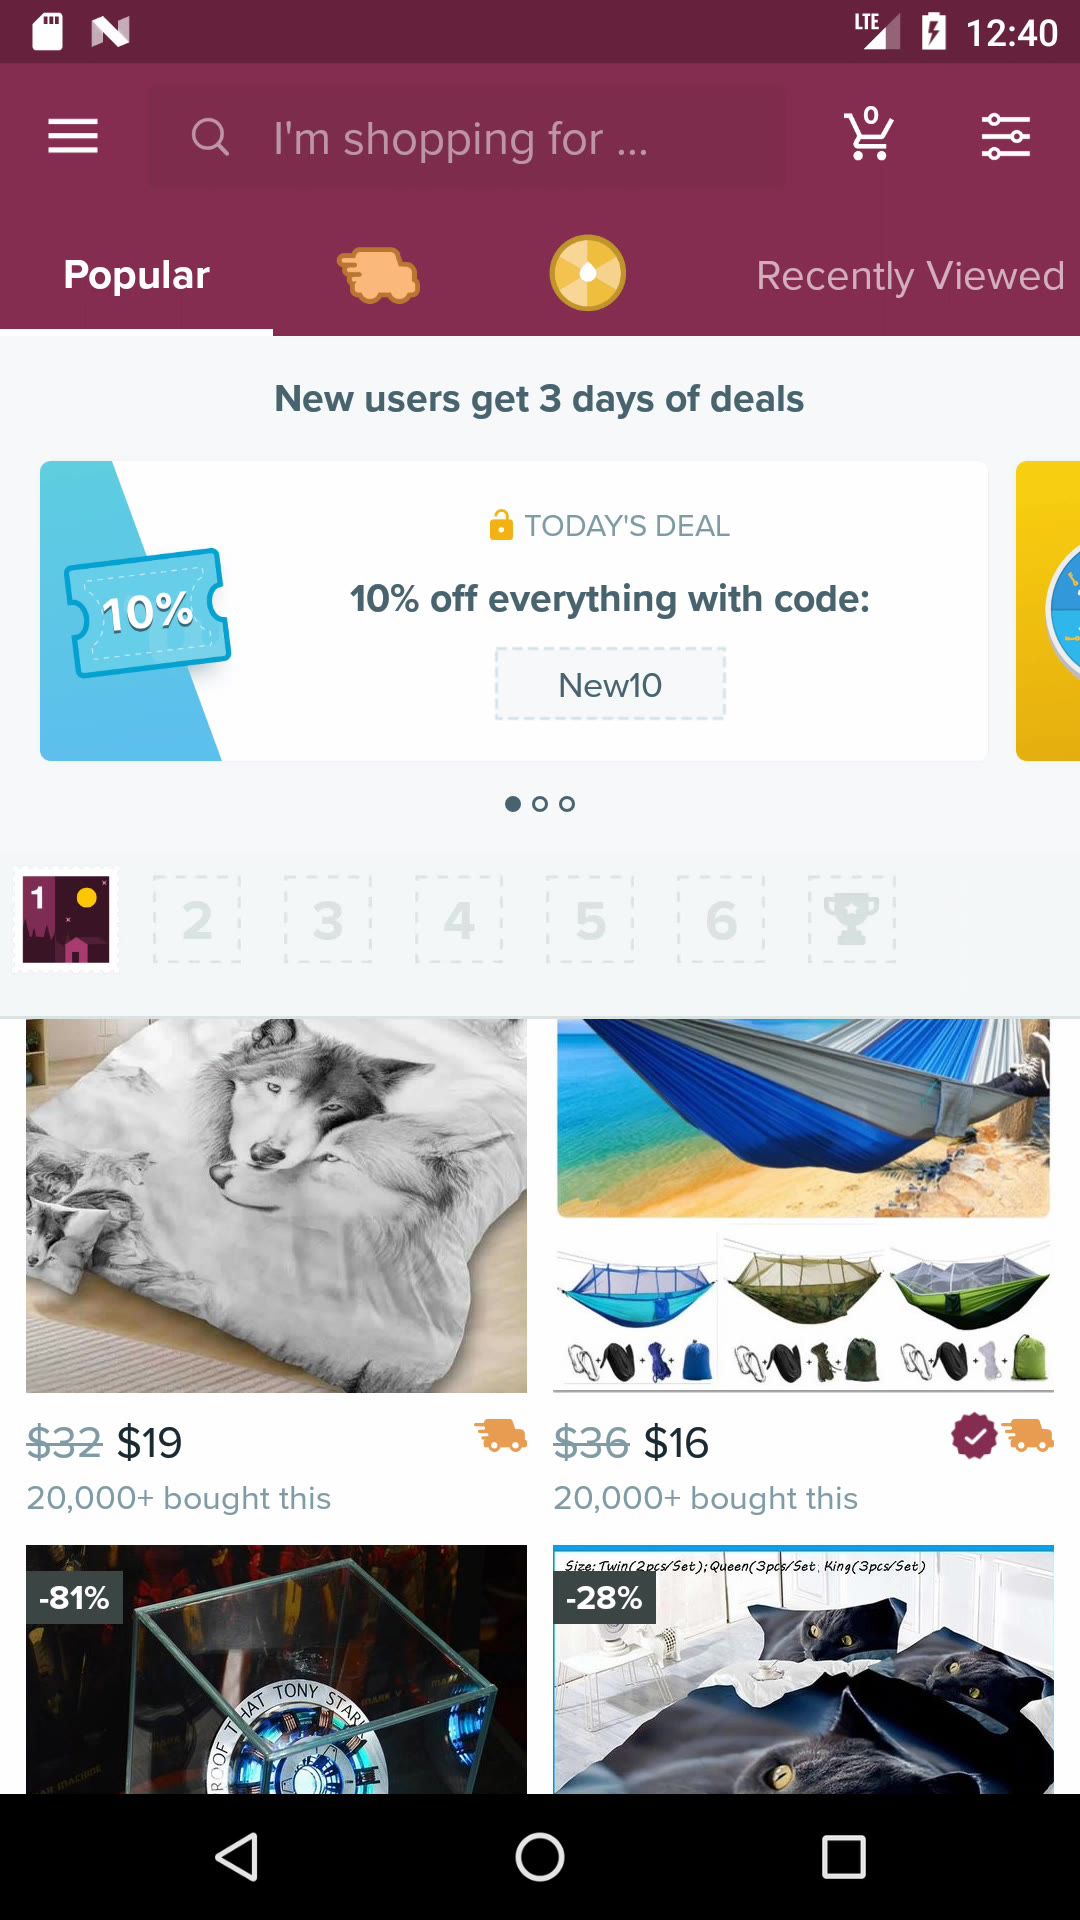 LTE 12:40
I'm shopping for ...
0
Popular
Recently Viewed
New users get 3 days of deals
TODAY'S DEAL
10%
10% off everything with code:
New10
1 2 3 4 5 6
$32 $19
20,000+ bought this
$36 $16
20,000+ bought this
-81%
ROOF THAT TONY STAR
MARK V
Size:Twin(2pcs/Set);Queen(3pcs/Set King(3pcs/Set)
-28%